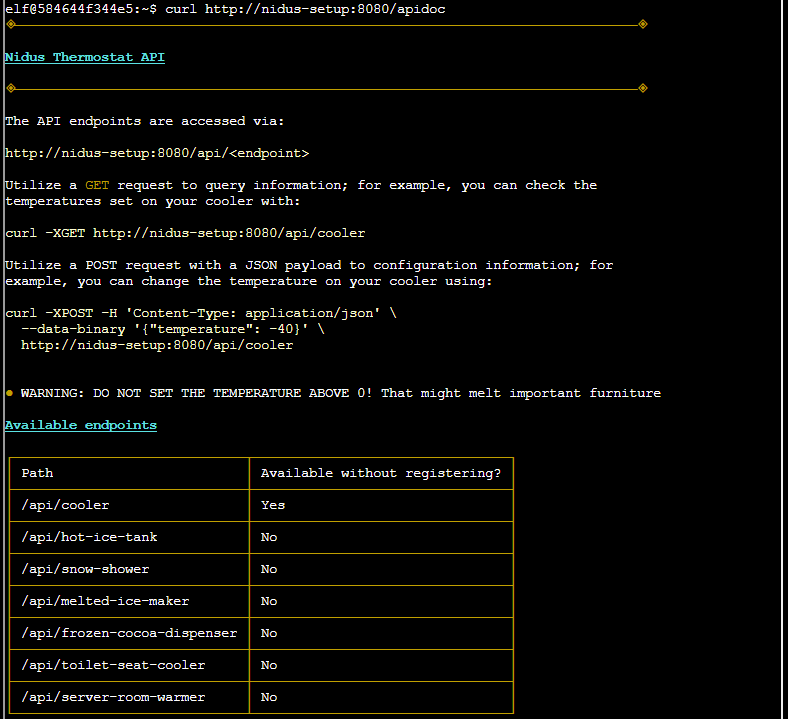 elf@584644f344e5:~$ curl http://nidus-setup:8080/apidoc
Nidus Thermostat API
The API endpoints are accessed via:
http://nidus-setup:8080/api/<endpoint>
Utilize a GET request to query information; for example, you can check the
temperatures set on your cooler with:
curl -XGET http://nidus-setup:8080/api/cooler
Utilize a POST request with a JSON payload to configuration information; for
example, you can change the temperature on your cooler using:
curl -XPOST -H 'Content-Type: application/json' \
--data-binary '{"temperature": -40}' \
http://nidus-setup:8080/api/cooler
● WARNING: DO NOT SET THE TEMPERATURE ABOVE 0! That might melt important furniture
Available endpoints
Path Available without registering?
/api/cooler Yes
/api/hot-ice-tank No
/api/snow-shower No
/api/melted-ice-maker No
/api/frozen-cocoa-dispenser No
/api/toilet-seat-cooler No
/api/server-room-warmer No